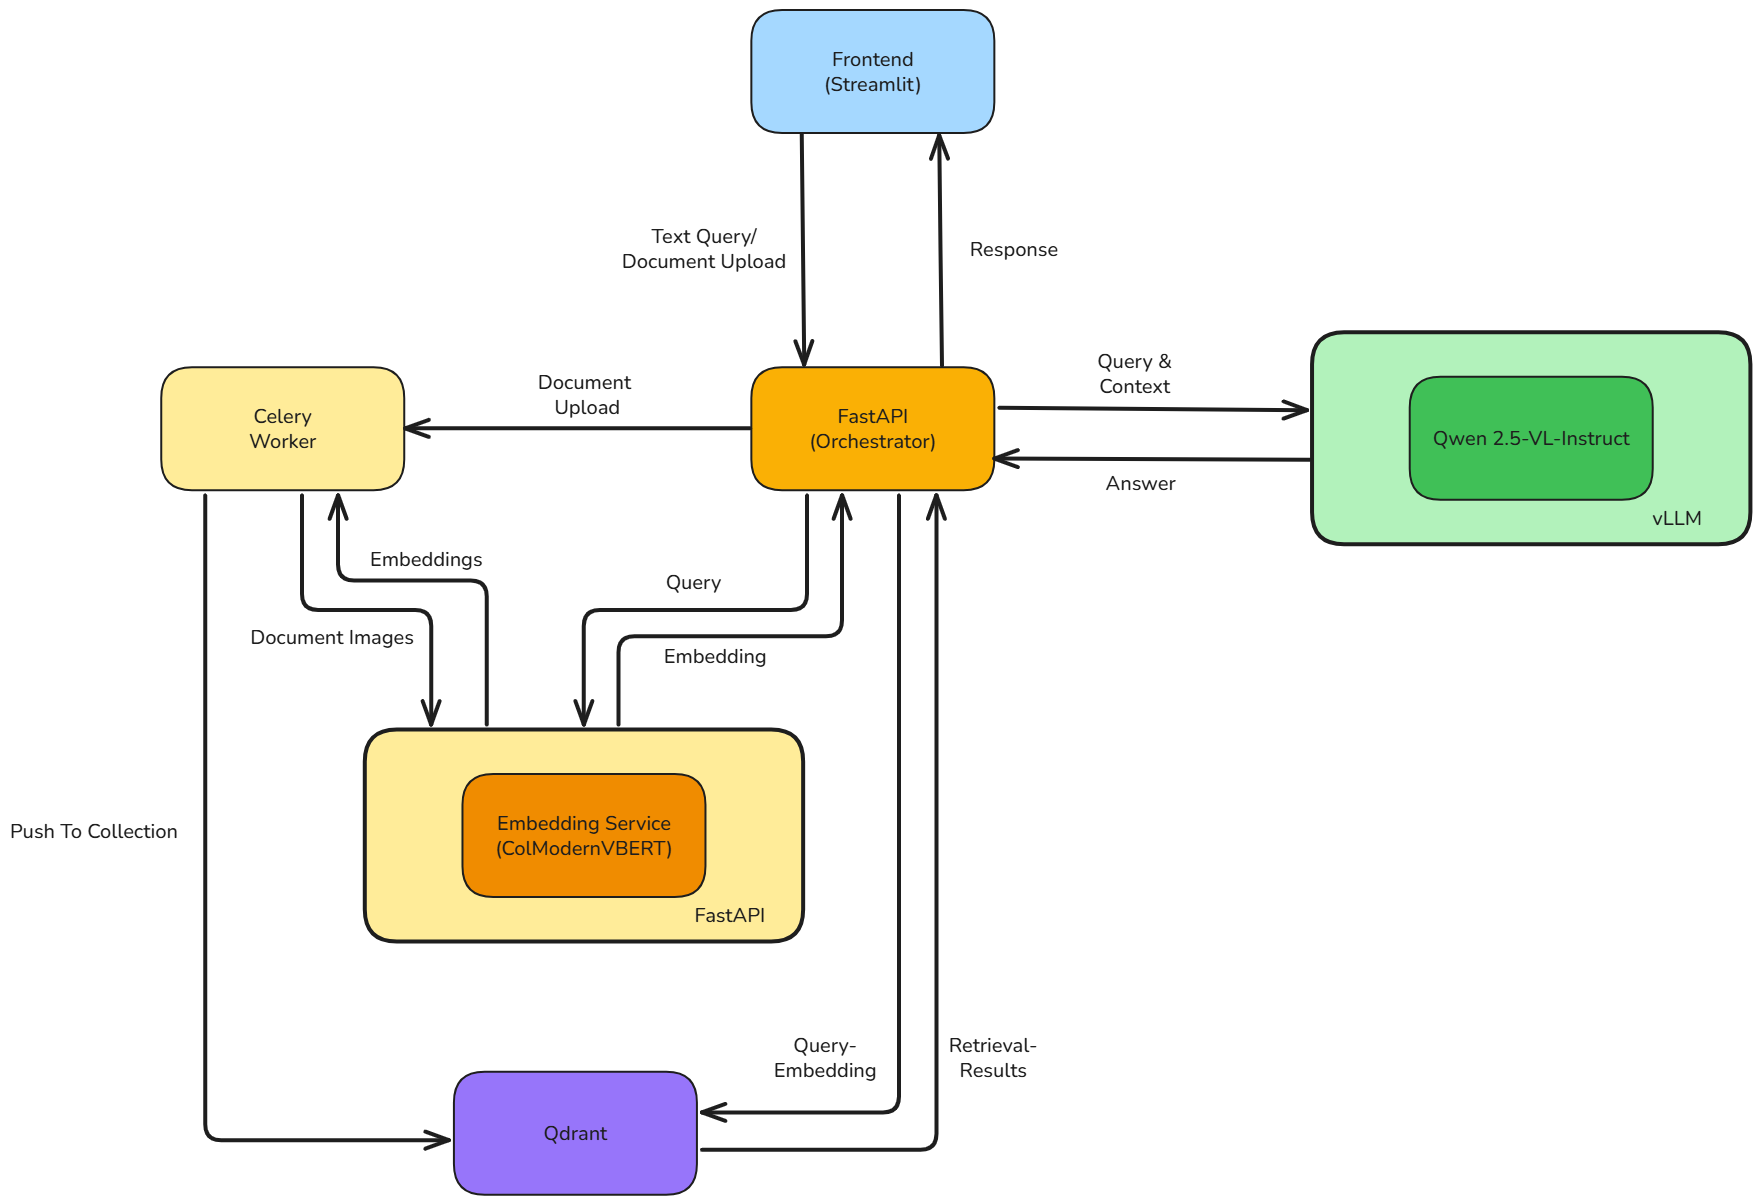 Frontend
(Streamlit)
Text Query/
Document Upload
Response
Celery
Worker
Document
Upload
FastAPI
(Orchestrator)
Query &
Context
Answer
Qwen 2.5-VL-Instruct
vLLM
Embeddings
Document Images
Query
Embedding
Embedding Service
(ColModernVBERT)
FastAPI
Push To Collection
Query-
Embedding
Retrieval-
Results
Qdrant